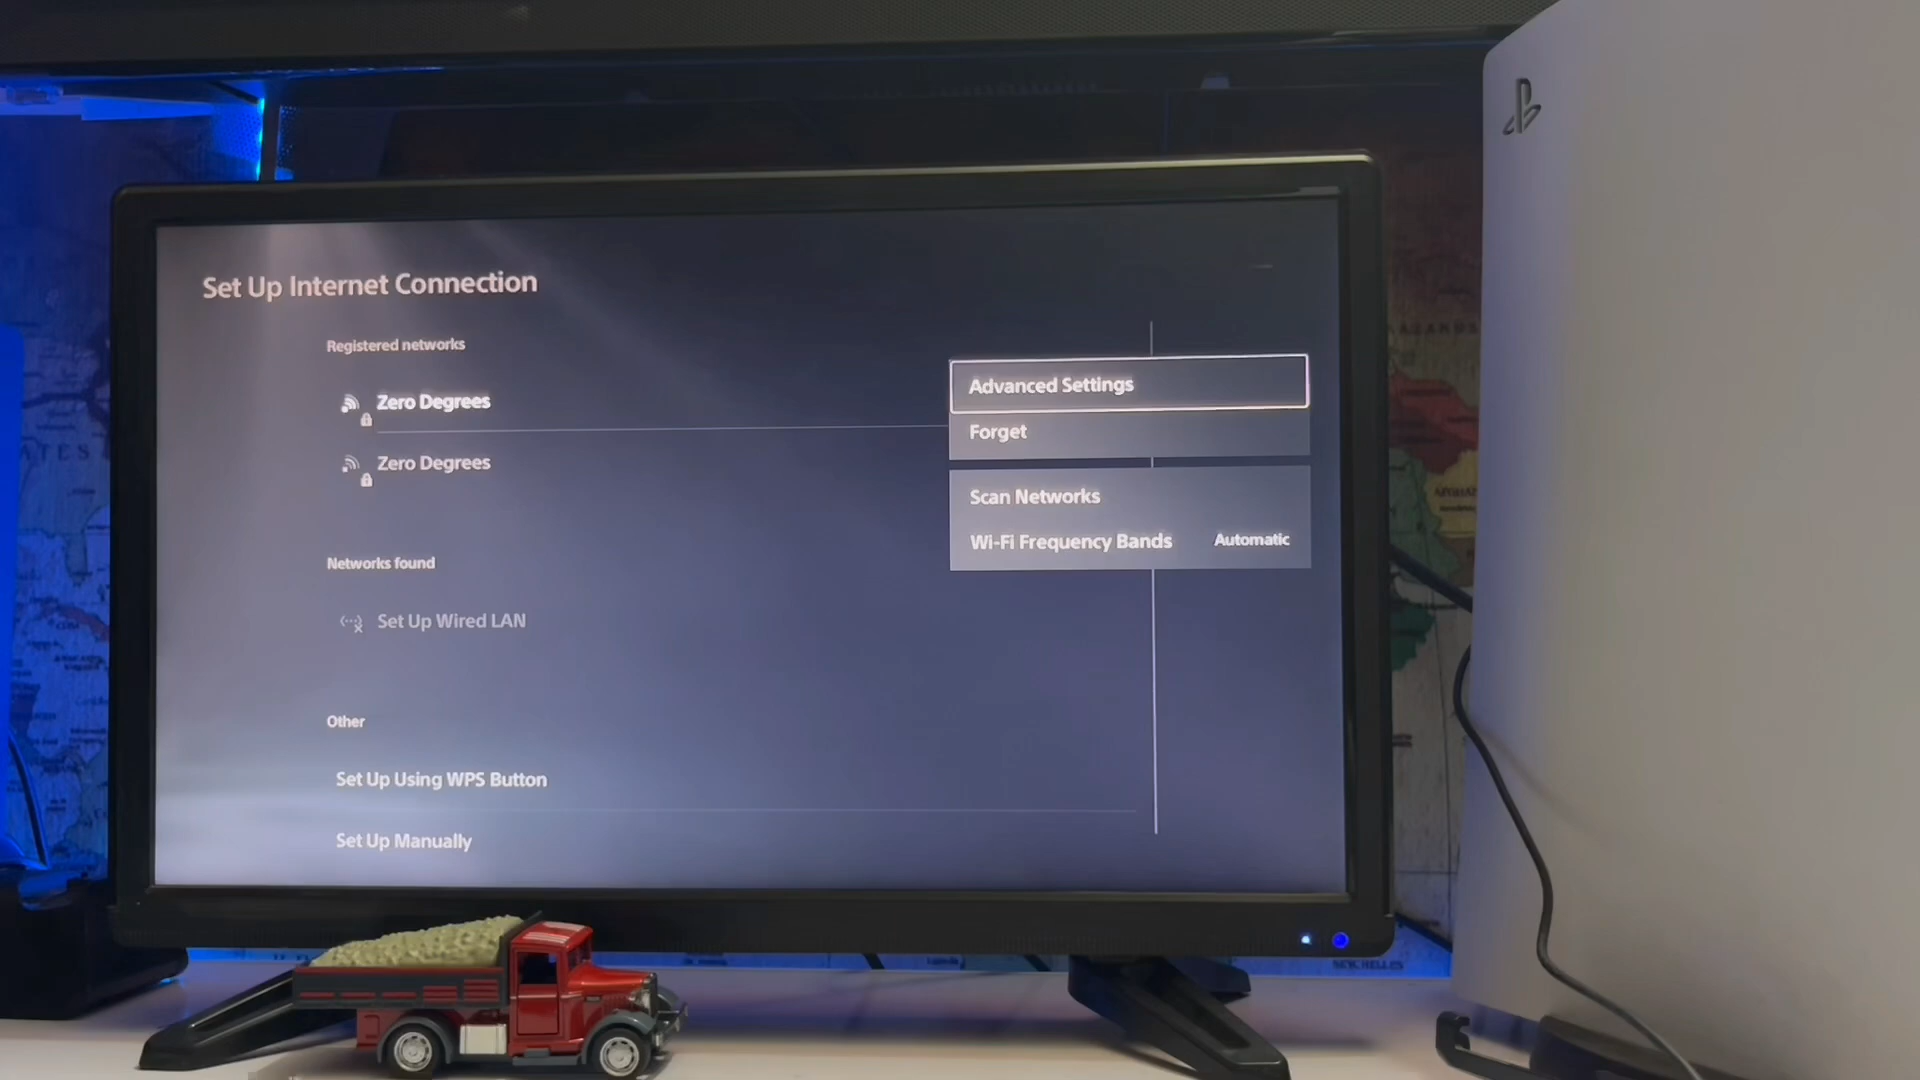 Set Up Internet Connection
Registered networks
Zero Degrees
Zero Degrees
Networks found
Set Up Wired LAN
Other
Set Up Using WPS Button
Set Up Manually
Advanced Settings
Forget
Scan Networks
Wi-Fi Frequency Bands Automatic
SEYCHELLES